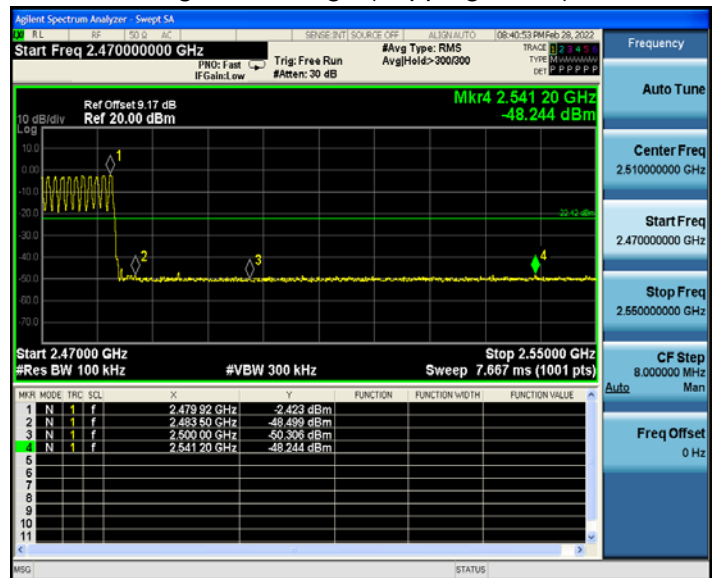 Agilent Spectrum Analyzer - Swept SA
RL RF 50 Ω AC SENSE:INT SOURCE OFF ALIGN AUTO 08:40:53 PM Feb 28, 2022
Start Freq 2.470000000 GHz
PNO: Fast
IFGain:Low
Trig: Free Run
#Atten: 30 dB
#Avg Type: RMS
Avg|Hold:>300/300
TRACE 1 2 3 4 5 6
TYPE M
DET P P P P P P
Frequency
Auto Tune
Center Freq
2.510000000 GHz
Start Freq
2.470000000 GHz
Stop Freq
2.550000000 GHz
CF Step
8.000000 MHz
Auto Man
Freq Offset
0 Hz
Mkr4 2.541 20 GHz
-48.244 dBm
Ref Offset 9.17 dB
10 dB/div Ref 20.00 dBm
Log
10.0
0.00
-10.0
-20.0
-30.0
-40.0
-50.0
-60.0
-70.0
1
2
3
4
-22.42 dBm
Start 2.47000 GHz
Stop 2.55000 GHz
#Res BW 100 kHz #VBW 300 kHz Sweep 7.667 ms (1001 pts)
MKR MODE TRC SCL X Y FUNCTION FUNCTION WIDTH FUNCTION VALUE
1 N 1 f 2.479 92 GHz -2.423 dBm
2 N 1 f 2.483 50 GHz -48.499 dBm
3 N 1 f 2.500 00 GHz -50.306 dBm
4 N 1 f 2.541 20 GHz -48.244 dBm
5
6
7
8
9
10
11
MSG STATUS